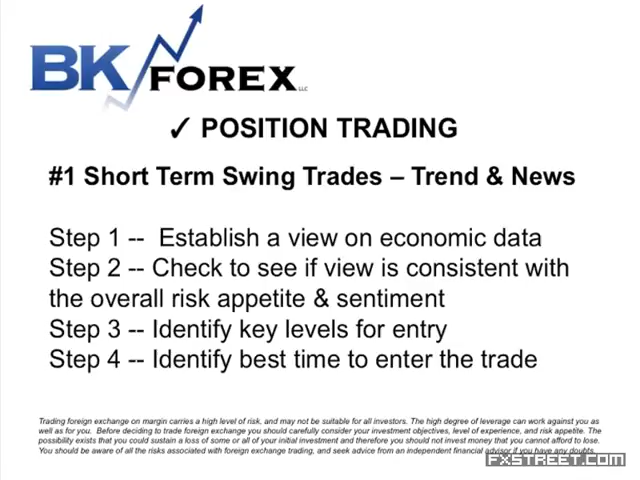 BK FOREX LLC
✓ POSITION TRADING
#1 Short Term Swing Trades – Trend & News
Step 1 -- Establish a view on economic data
Step 2 -- Check to see if view is consistent with
the overall risk appetite & sentiment
Step 3 -- Identify key levels for entry
Step 4 -- Identify best time to enter the trade
Trading foreign exchange on margin carries a high level of risk, and may not be suitable for all investors. The high degree of leverage can work against you as
well as for you. Before deciding to trade foreign exchange you should carefully consider your investment objectives, level of experience, and risk appetite. The
possibility exists that you could sustain a loss of some or all of your initial investment and therefore you should not invest money that you cannot afford to lose.
You should be aware of all the risks associated with foreign exchange trading, and seek advice from an independent financial advisor if you have any doubts.
FXSTREET.COM